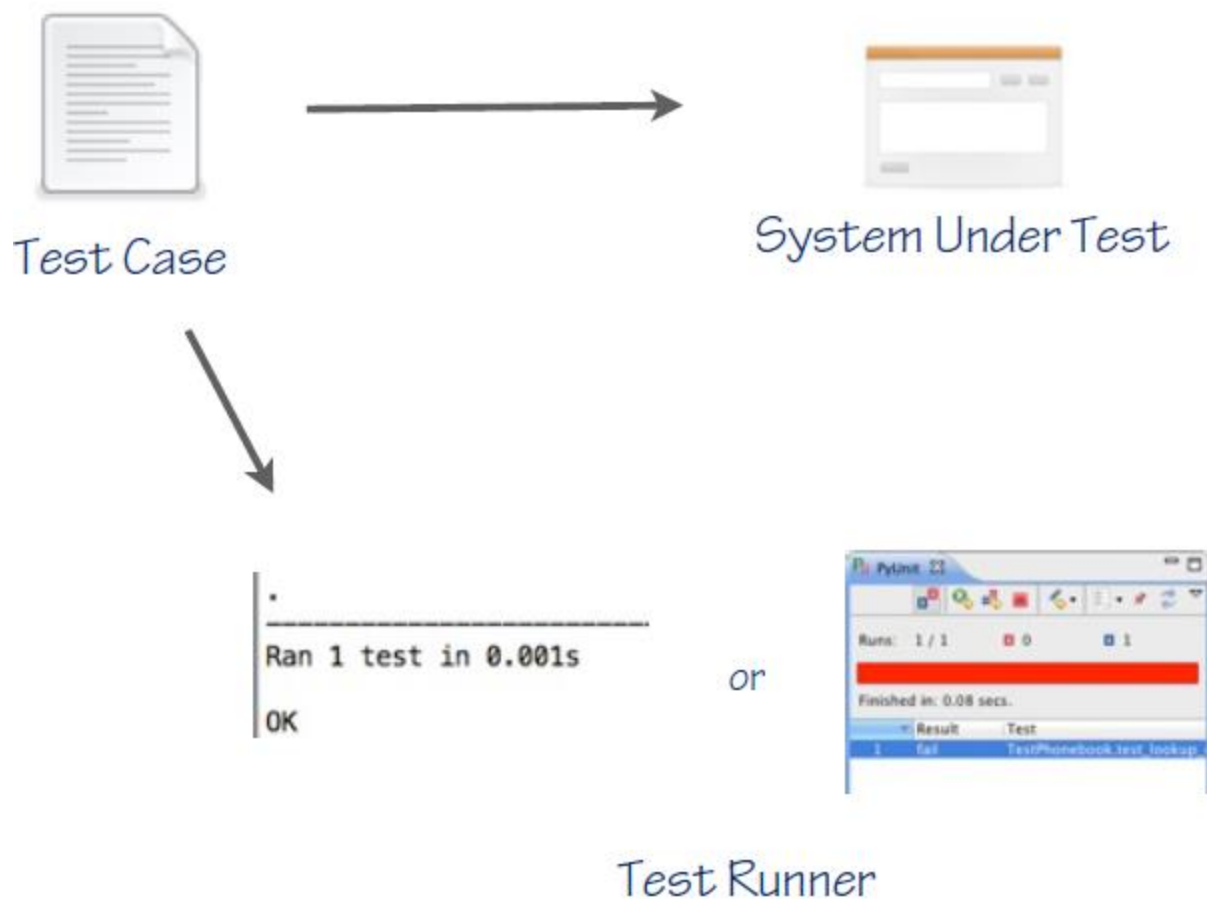 Test Case
System Under Test
.
-------------------------
Ran 1 test in 0.001s
OK
or
PyUnit
Runs: 1 / 1 0 1
Finished in: 0.08 secs.
Result Test
1 fail TestPhonebook.test_lookup_
Test Runner